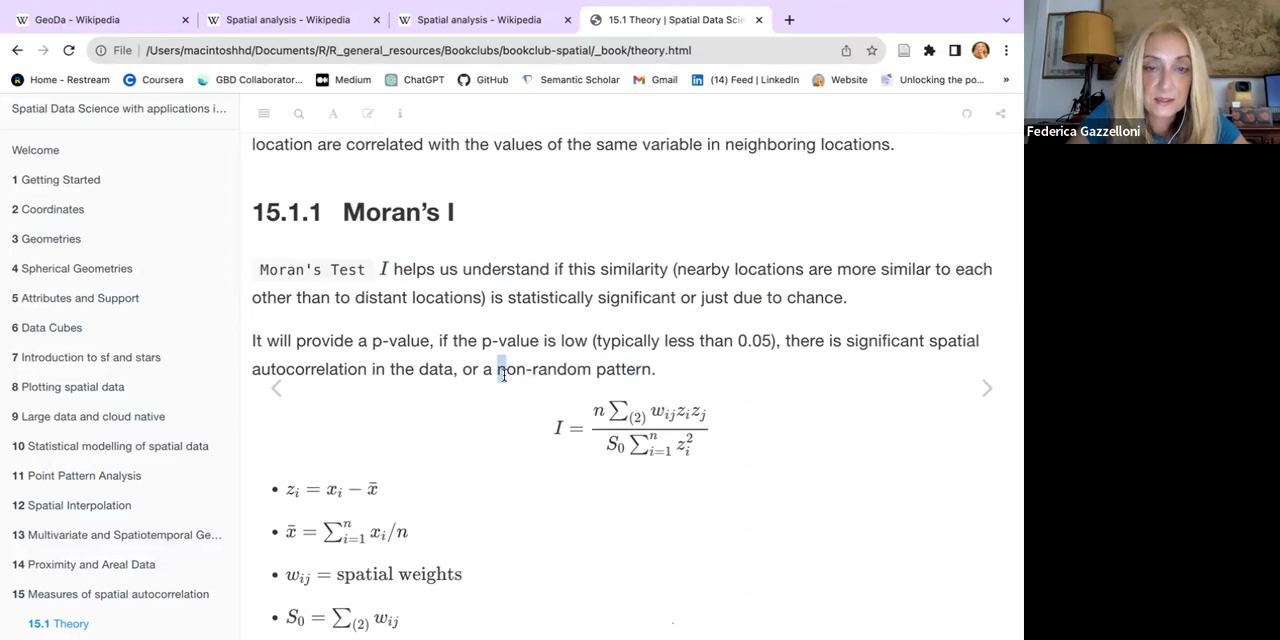 GeoDa - Wikipedia
Spatial analysis - Wikipedia
Spatial analysis - Wikipedia
15.1 Theory | Spatial Data Scie
File /Users/macintoshhd/Documents/R/R_general_resources/Bookclubs/bookclub-spatial/_book/theory.html
Home - Restream
Coursera
GBD Collaborator...
Medium
ChatGPT
GitHub
Semantic Scholar
Gmail
(14) Feed | LinkedIn
Website
Unlocking the po...
»
Federica Gazzelloni
Spatial Data Science with applications i...
Welcome
1 Getting Started
2 Coordinates
3 Geometries
4 Spherical Geometries
5 Attributes and Support
6 Data Cubes
7 Introduction to sf and stars
8 Plotting spatial data
9 Large data and cloud native
10 Statistical modelling of spatial data
11 Point Pattern Analysis
12 Spatial Interpolation
13 Multivariate and Spatiotemporal Ge...
14 Proximity and Areal Data
15 Measures of spatial autocorrelation
15.1 Theory
location are correlated with the values of the same variable in neighboring locations.
15.1.1 Moran's I
Moran's Test I helps us understand if this similarity (nearby locations are more similar to each
other than to distant locations) is statistically significant or just due to chance.
It will provide a p-value, if the p-value is low (typically less than 0.05), there is significant spatial
autocorrelation in the data, or a non-random pattern.
I = n∑(2) wij zi zj / S0 ∑i=1^n zi^2
• zi = xi − x̄
• x̄ = ∑i=1^n xi/n
• wij = spatial weights
• S0 = ∑(2) wij